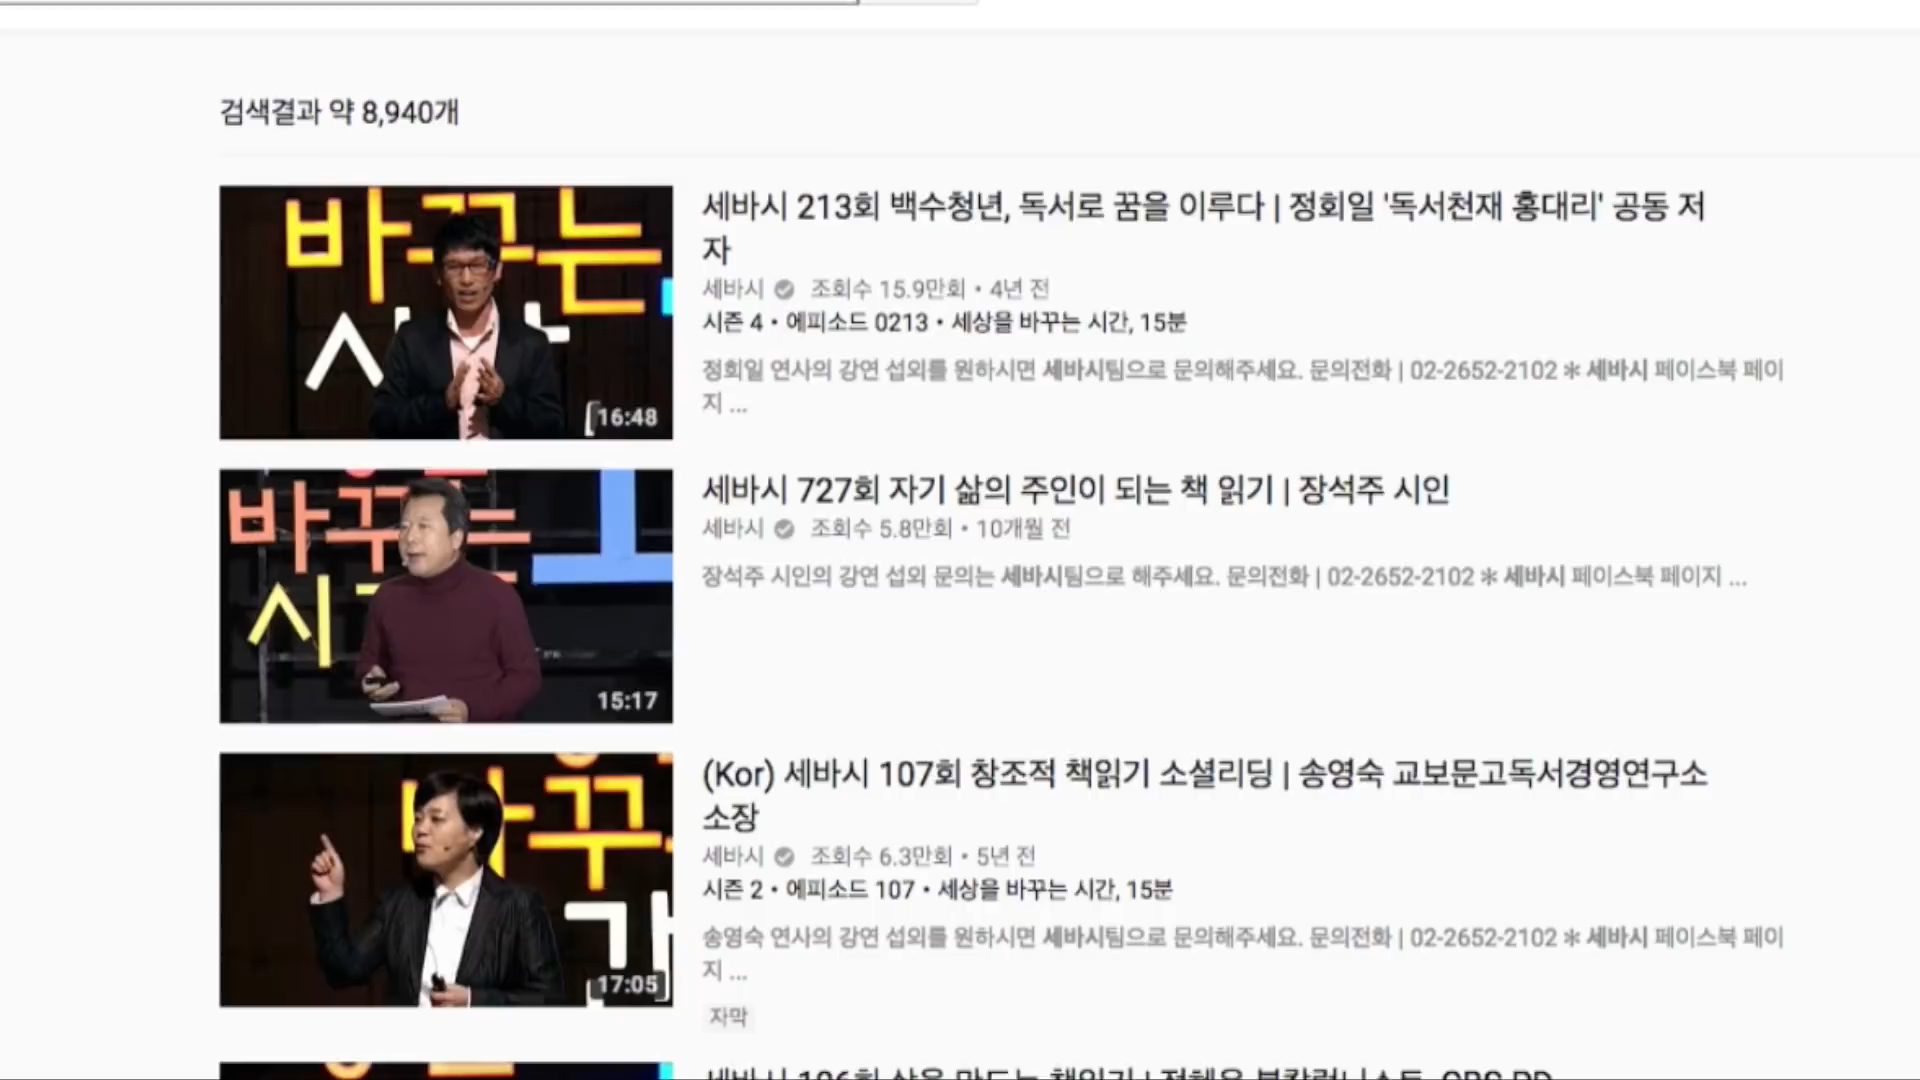 검색결과 약 8,940개
바꾸는
시
16:48
세바시 213회 백수청년, 독서로 꿈을 이루다 | 정회일 '독서천재 홍대리' 공동 저
자
세바시 조회수 15.9만회 • 4년 전
시즌 4 • 에피소드 0213 • 세상을 바꾸는 시간, 15분
정회일 연사의 강연 섭외를 원하시면 세바시팀으로 문의해주세요. 문의전화 | 02-2652-2102 ✻ 세바시 페이스북 페이
지 ...
바꾸는
시
15:17
세바시 727회 자기 삶의 주인이 되는 책 읽기 | 장석주 시인
세바시 조회수 5.8만회 • 10개월 전
장석주 시인의 강연 섭외 문의는 세바시팀으로 해주세요. 문의전화 | 02-2652-2102 ✻ 세바시 페이스북 페이지 ...
바꾸
17:05
(Kor) 세바시 107회 창조적 책읽기 소셜리딩 | 송영숙 교보문고독서경영연구소
소장
세바시 조회수 6.3만회 • 5년 전
시즌 2 • 에피소드 107 • 세상을 바꾸는 시간, 15분
송영숙 연사의 강연 섭외를 원하시면 세바시팀으로 문의해주세요. 문의전화 | 02-2652-2102 ✻ 세바시 페이스북 페이
지 ...
자막